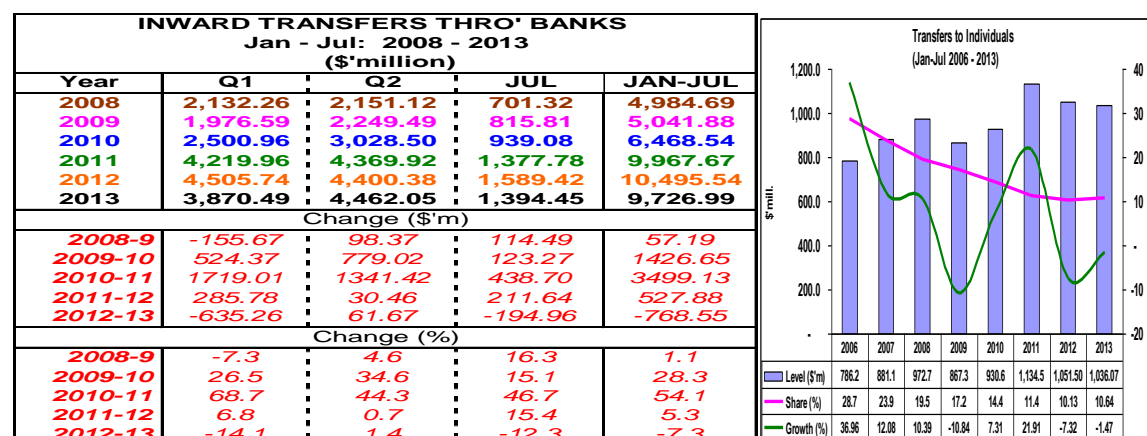 INWARD TRANSFERS THRO' BANKS
Jan - Jul: 2008 - 2013
($'million)
Year Q1 Q2 JUL JAN-JUL
2008 2,132.26 2,151.12 701.32 4,984.69
2009 1,976.59 2,249.49 815.81 5,041.88
2010 2,500.96 3,028.50 939.08 6,468.54
2011 4,219.96 4,369.92 1,377.78 9,967.67
2012 4,505.74 4,400.38 1,589.42 10,495.54
2013 3,870.49 4,462.05 1,394.45 9,726.99
Change ($'m)
2008-9 -155.67 98.37 114.49 57.19
2009-10 524.37 779.02 123.27 1426.65
2010-11 1719.01 1341.42 438.70 3499.13
2011-12 285.78 30.46 211.64 527.88
2012-13 -635.26 61.67 -194.96 -768.55
Change (%)
2008-9 -7.3 4.6 16.3 1.1
2009-10 26.5 34.6 15.1 28.3
2010-11 68.7 44.3 46.7 54.1
2011-12 6.8 0.7 15.4 5.3
2012-13 -14.1 1.4 -12.3 -7.3
Transfers to Individuals
(Jan-Jul 2006 - 2013)
1,200.0 40
1,000.0 30
800.0 20
600.0 10
400.0 -
200.0 -10
- -20
$'mill.
2006 2007 2008 2009 2010 2011 2012 2013
Level ($'m) 786.2 881.1 972.7 867.3 930.6 1,134.5 1,051.50 1,036.07
Share (%) 28.7 23.9 19.5 17.2 14.4 11.4 10.13 10.64
Growth (%) 36.96 12.08 10.39 -10.84 7.31 21.91 -7.32 -1.47